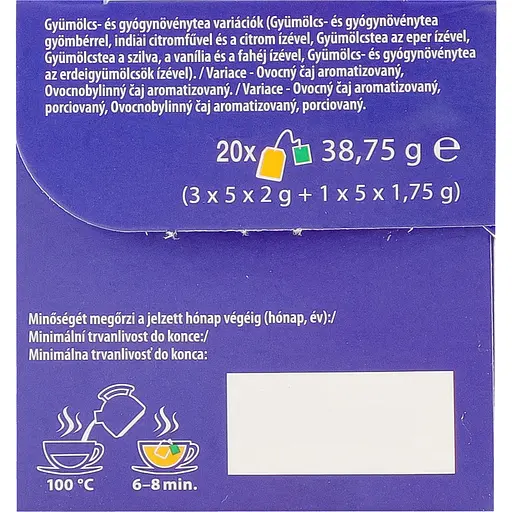 Gyümölcs- és gyógynövénytea variációk (Gyümölcs- és gyógynövénytea
gyömbérrel, indiai citromfűvel és a citrom ízével, Gyümölcstea az eper ízével,
Gyümölcstea a szilva, a vanília és a fahéj ízével, Gyümölcs- és gyógynövénytea
az erdeigyümölcsök ízével). / Variace - Ovocný čaj aromatizovaný,
Ovocnobylinný čaj aromatizovaný. / Variace - Ovocný čaj aromatizovaný,
porciovaný, Ovocnobylinný čaj aromatizovaný, porciovaný.
20x 38,75 g ℮
(3 x 5 x 2 g + 1 x 5 x 1,75 g)
Minőségét megőrzi a jelzett hónap végéig (hónap, év):/
Minimální trvanlivost do konce:/
Minimálna trvanlivosť do konca:
100 °C 6–8 min.